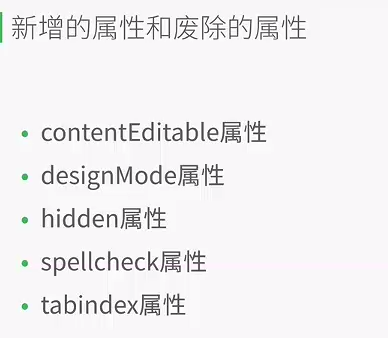 新增的属性和废除的属性
contentEditable属性
designMode属性
hidden属性
spellcheck属性
tabindex属性